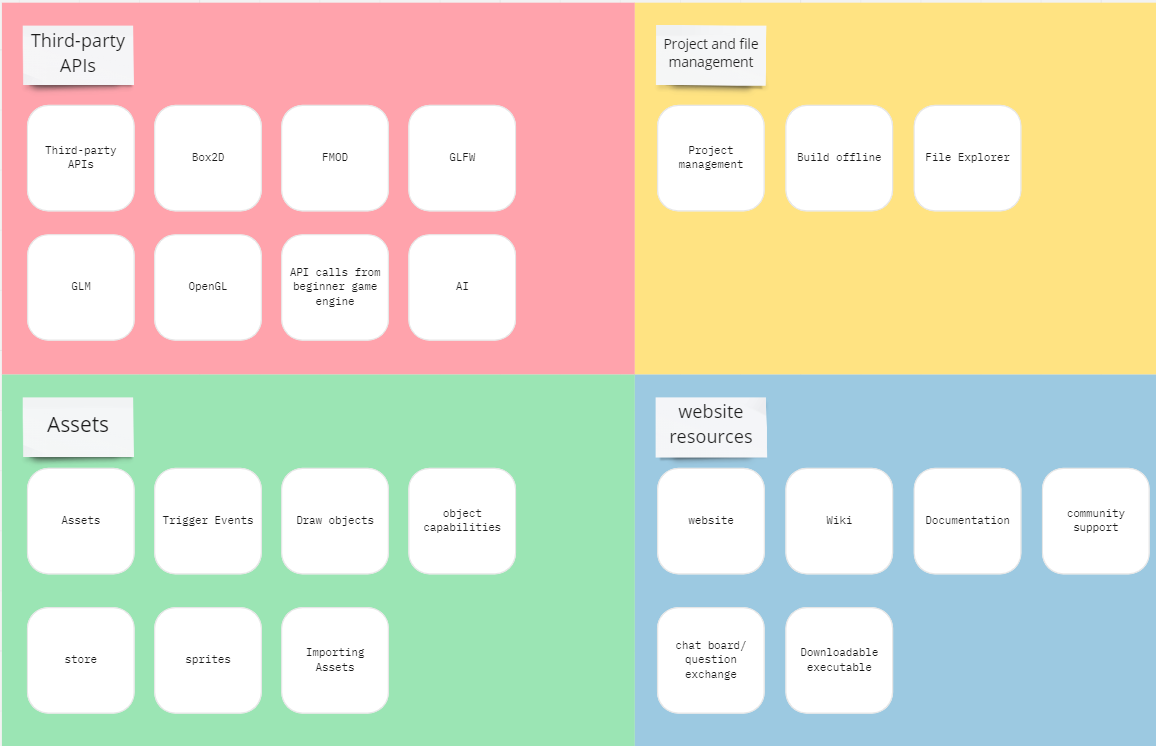 Third-party
APIs
Third-party
APIs
Box2D
FMOD
GLFW
GLM
OpenGL
API calls from
beginner game
engine
AI
Project and file
management
Project
management
Build offline
File Explorer
Assets
Assets
Trigger Events
Draw objects
object
capabilities
store
sprites
Importing
Assets
website
resources
website
Wiki
Documentation
community
support
chat board/
question
exchange
Downloadable
executable